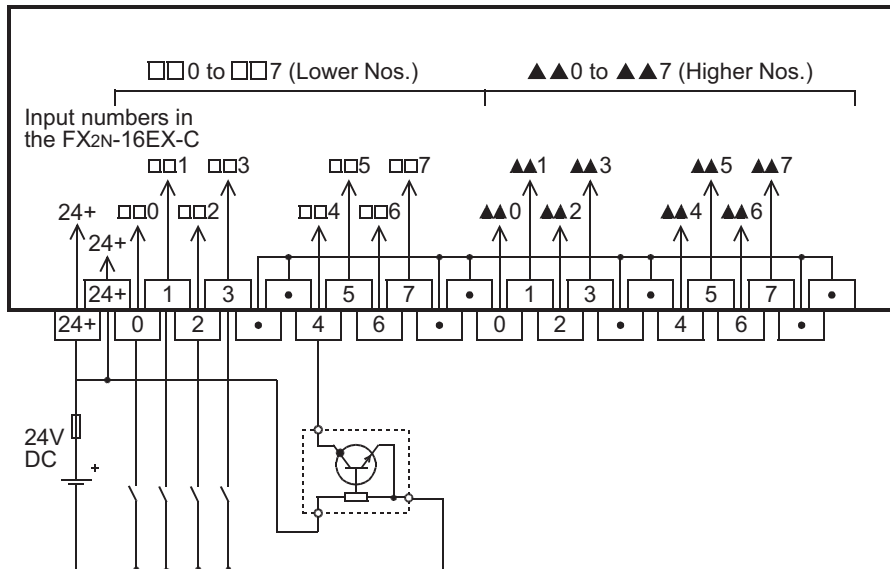 □□0 to □□7 (Lower Nos.) ▲▲0 to ▲▲7 (Higher Nos.)
Input numbers in
the FX2N-16EX-C
□□1 □□3 □□5 □□7 ▲▲1 ▲▲3 ▲▲5 ▲▲7
24+ □□0 □□2 □□4 □□6 ▲▲0 ▲▲2 ▲▲4 ▲▲6
24+
24+ 1 3 • 5 7 • 1 3 • 5 7 •
24+ 0 2 • 4 6 • 0 2 • 4 6 •
24V
DC
+